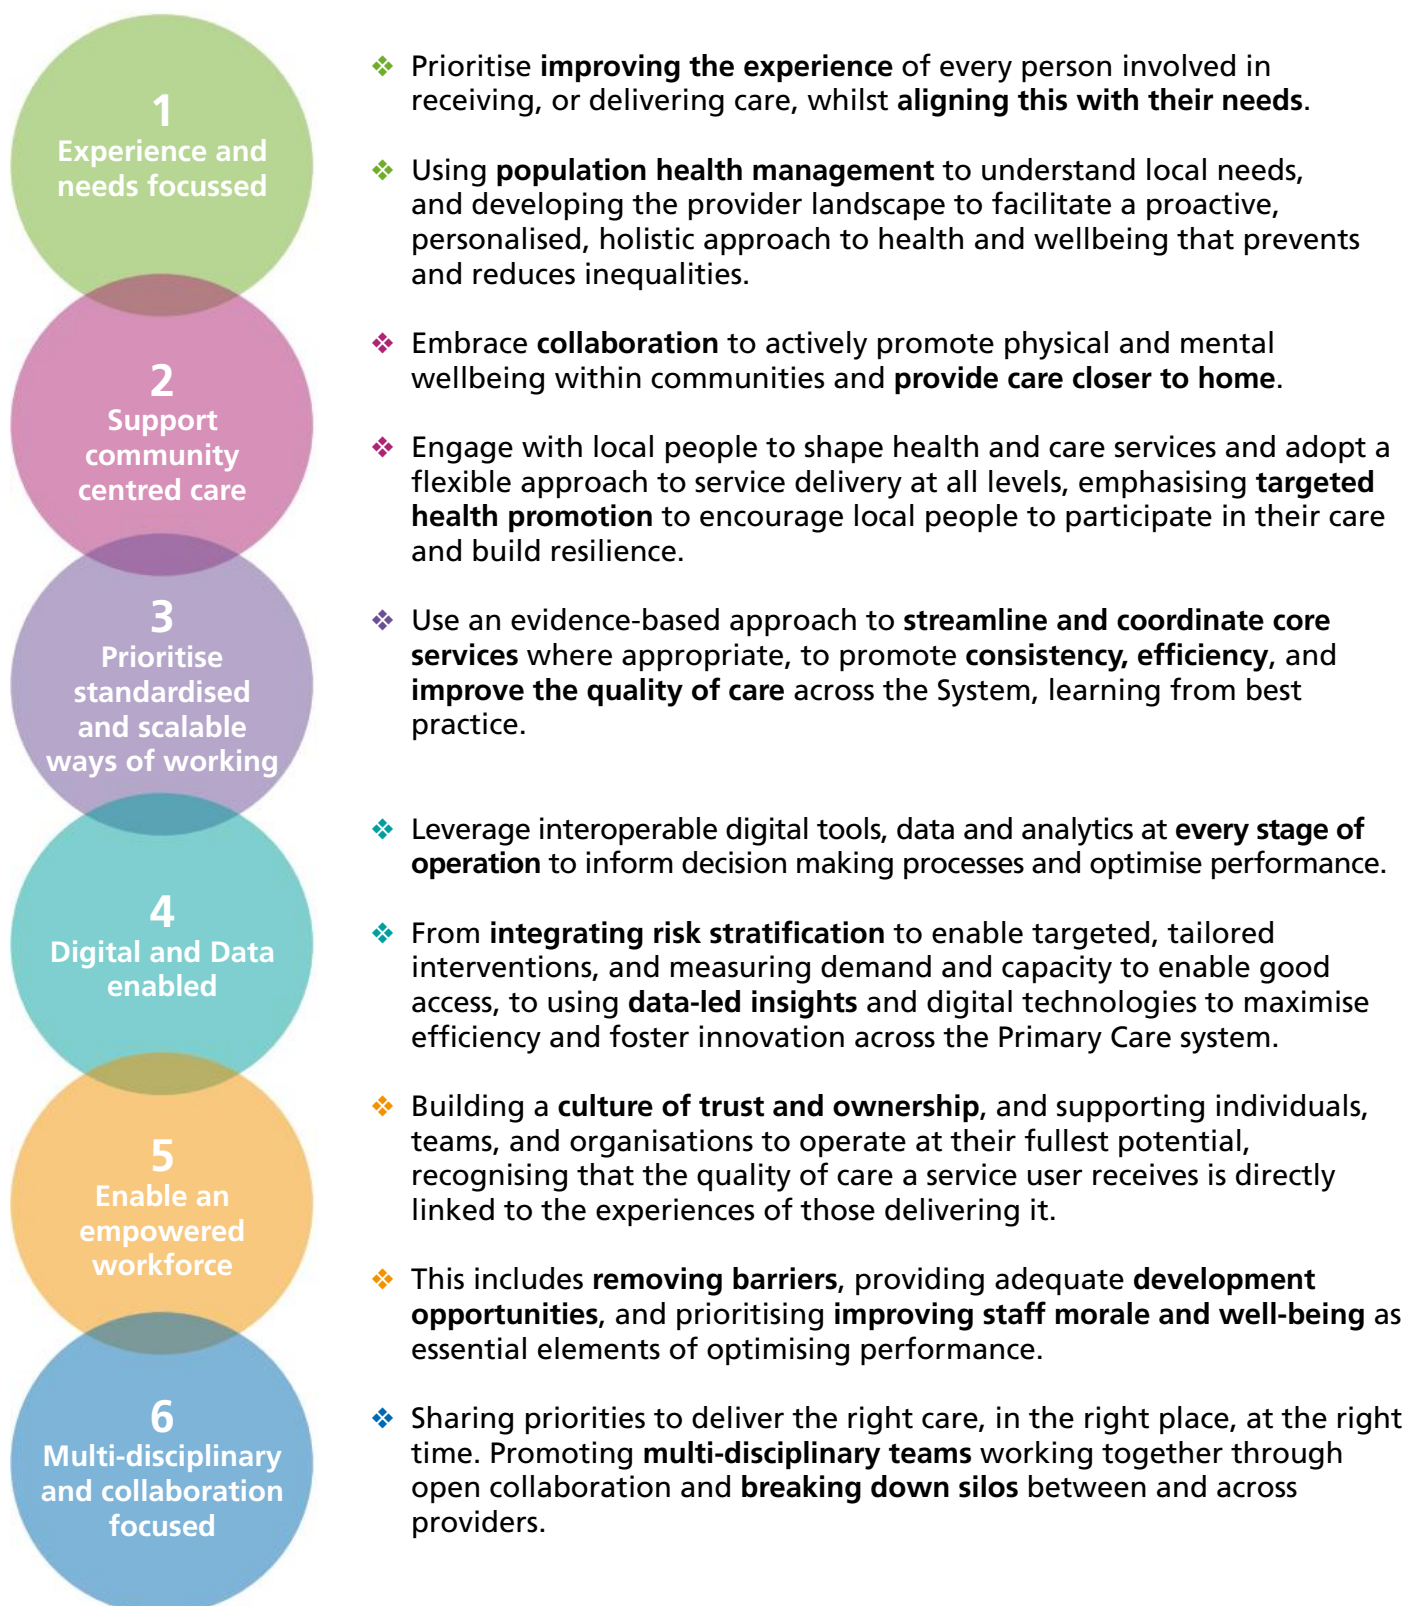 1
Experience and
needs focussed
❖ Prioritise improving the experience of every person involved in
receiving, or delivering care, whilst aligning this with their needs.
❖ Using population health management to understand local needs,
and developing the provider landscape to facilitate a proactive,
personalised, holistic approach to health and wellbeing that prevents
and reduces inequalities.
2
Support
community
centred care
❖ Embrace collaboration to actively promote physical and mental
wellbeing within communities and provide care closer to home.
❖ Engage with local people to shape health and care services and adopt a
flexible approach to service delivery at all levels, emphasising targeted
health promotion to encourage local people to participate in their care
and build resilience.
3
Prioritise
standardised
and scalable
ways of working
❖ Use an evidence-based approach to streamline and coordinate core
services where appropriate, to promote consistency, efficiency, and
improve the quality of care across the System, learning from best
practice.
4
Digital and Data
enabled
❖ Leverage interoperable digital tools, data and analytics at every stage of
operation to inform decision making processes and optimise performance.
❖ From integrating risk stratification to enable targeted, tailored
interventions, and measuring demand and capacity to enable good
access, to using data-led insights and digital technologies to maximise
efficiency and foster innovation across the Primary Care system.
5
Enable an
empowered
workforce
❖ Building a culture of trust and ownership, and supporting individuals,
teams, and organisations to operate at their fullest potential,
recognising that the quality of care a service user receives is directly
linked to the experiences of those delivering it.
❖ This includes removing barriers, providing adequate development
opportunities, and prioritising improving staff morale and well-being as
essential elements of optimising performance.
6
Multi-disciplinary
and collaboration
focused
❖ Sharing priorities to deliver the right care, in the right place, at the right
time. Promoting multi-disciplinary teams working together through
open collaboration and breaking down silos between and across
providers.